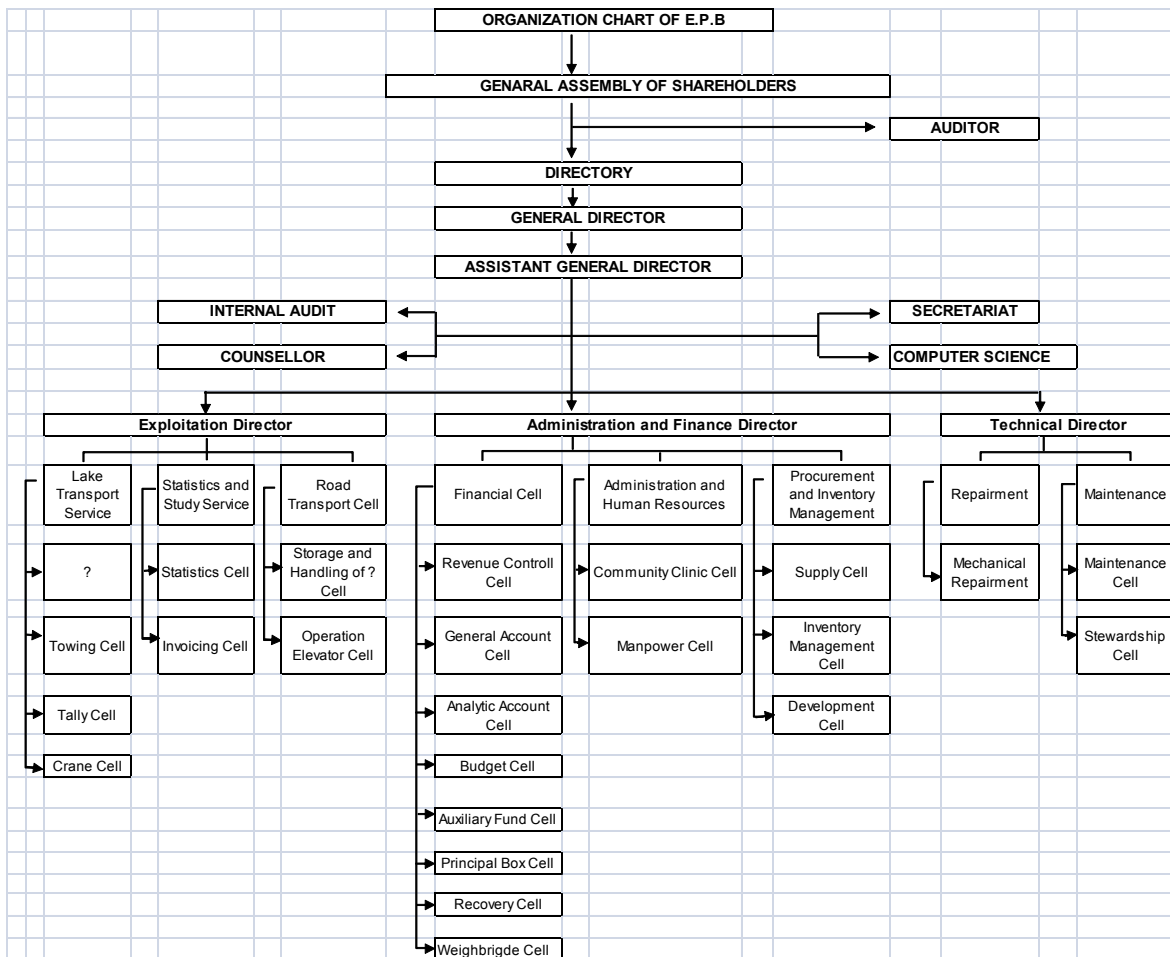 ORGANIZATION CHART OF E.P.B
GENARAL ASSEMBLY OF SHAREHOLDERS
AUDITOR
DIRECTORY
GENERAL DIRECTOR
ASSISTANT GENERAL DIRECTOR
INTERNAL AUDIT
SECRETARIAT
COUNSELLOR
COMPUTER SCIENCE
Exploitation Director
Administration and Finance Director
Technical Director
Lake
Transport
Service
Statistics and
Study Service
Road
Transport Cell
Financial Cell
Administration and
Human Resources
Procurement
and Inventory
Management
Repairment
Maintenance
?
Statistics Cell
Storage and
Handling of ?
Cell
Revenue Controll
Cell
Community Clinic Cell
Supply Cell
Mechanical
Repairment
Maintenance
Cell
Towing Cell
Invoicing Cell
Operation
Elevator Cell
General Account
Cell
Manpower Cell
Inventory
Management
Cell
Stewardship
Cell
Tally Cell
Analytic Account
Cell
Development
Cell
Crane Cell
Budget Cell
Auxiliary Fund Cell
Principal Box Cell
Recovery Cell
Weighbrigde Cell